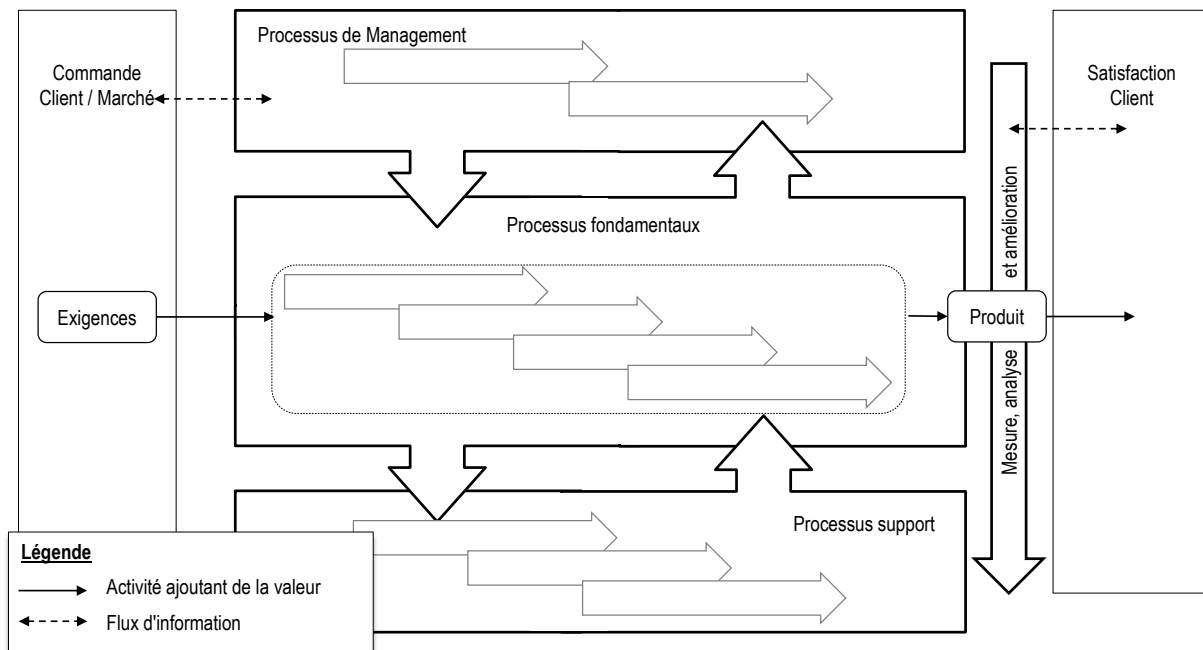 Processus de Management
Commande
Client / Marché
Satisfaction
Client
Processus fondamentaux
Exigences
Produit
Mesure, analyse et amélioration
Processus support
Légende
Activité ajoutant de la valeur
Flux d'information